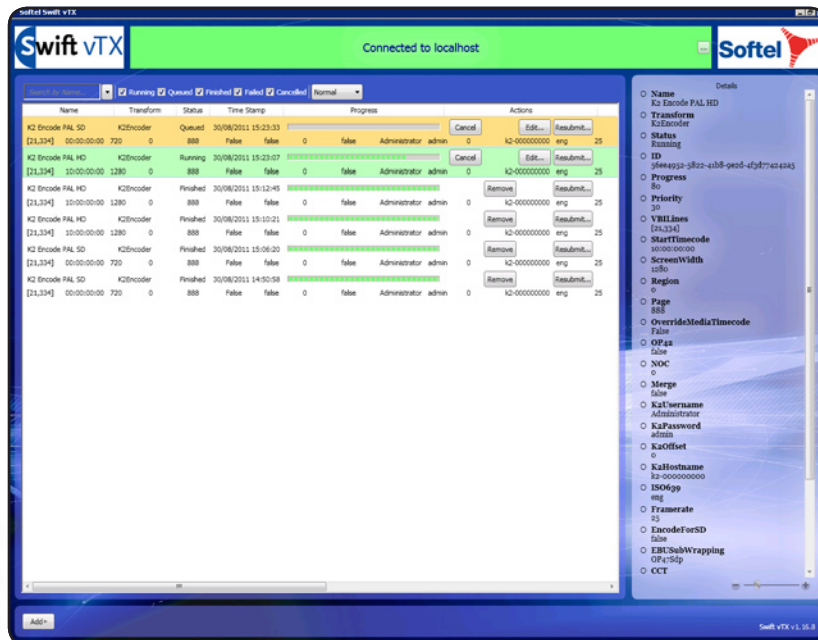 Softel Swift vTX
Swift vTX
Connected to localhost
...
Softel
Search by Name...
Running Queued Finished Failed Cancelled Normal
Name Transform Status Time Stamp Progress Actions
K2 Encode PAL SD K2Encoder Queued 30/08/2011 15:23:33 Cancel Edit... Resubmit...
[21,334] 00:00:00:00 720 0 888 False false 0 false Administrator admin 0 k2-000000000 eng 25
K2 Encode PAL HD K2Encoder Running 30/08/2011 15:23:07 Cancel Edit... Resubmit...
[21,334] 10:00:00:00 1280 0 888 False false 0 false Administrator admin 0 k2-000000000 eng 25
K2 Encode PAL HD K2Encoder Finished 30/08/2011 15:12:45 Remove Resubmit...
[21,334] 10:00:00:00 1280 0 888 False false 0 false Administrator admin 0 k2-000000000 eng 25
K2 Encode PAL HD K2Encoder Finished 30/08/2011 15:10:21 Remove Resubmit...
[21,334] 10:00:00:00 1280 0 888 False false 0 false Administrator admin 0 k2-000000000 eng 25
K2 Encode PAL SD K2Encoder Finished 30/08/2011 15:06:20 Remove Resubmit...
[21,334] 00:00:00:00 720 0 888 False false 0 false Administrator admin 0 k2-000000000 eng 25
K2 Encode PAL SD K2Encoder Finished 30/08/2011 14:50:58 Remove Resubmit...
[21,334] 00:00:00:00 720 0 888 False false 0 false Administrator admin 0 k2-000000000 eng 25
Details
Name
K2 Encode PAL HD
Transform
K2Encoder
Status
Running
ID
Progress
80
Priority
30
VBILines
[21,334]
StartTimecode
10:00:00:00
ScreenWidth
1280
Region
0
Page
888
OverrideMediaTimecode
False
OP42
false
NOC
0
Merge
false
K2Username
Administrator
K2Password
admin
K2Offset
0
K2Hostname
k2-000000000
ISO639
eng
Framerate
25
EncodeForSD
false
EBUSubWrapping
OP47Sdp
CCT
Add
Swift vTX v1.16.8